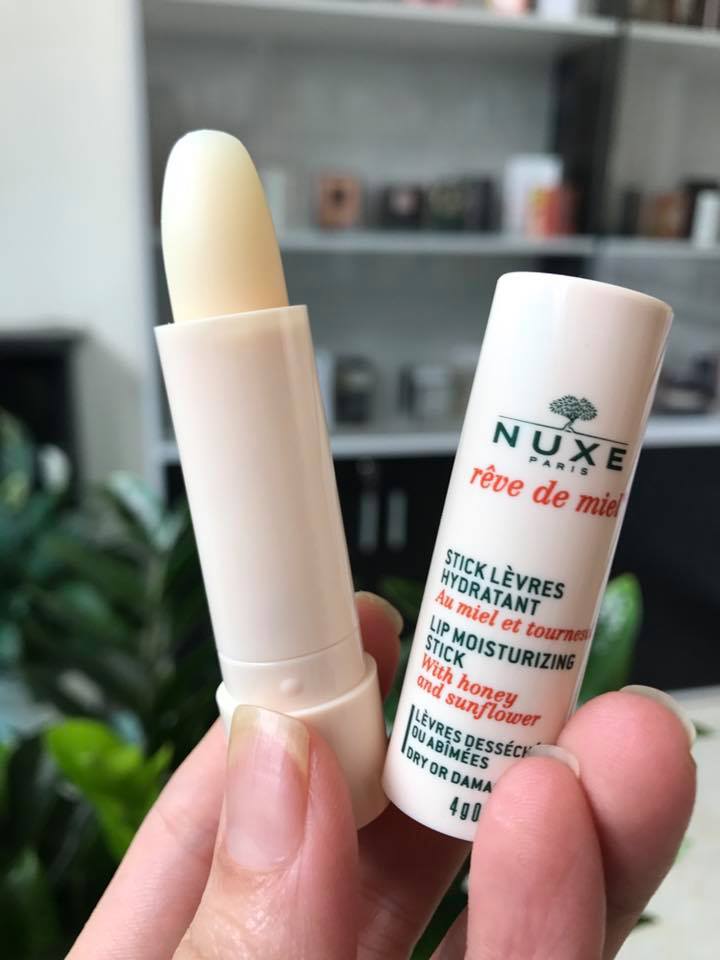 NUXE
PARIS
rêve de miel
STICK LÈVRES
HYDRATANT
Au miel et
LIP MOISTURIZING
STICK
With honey
and sunflower
LÈVRES
OU ABÎMÉES
DRY OR
4g